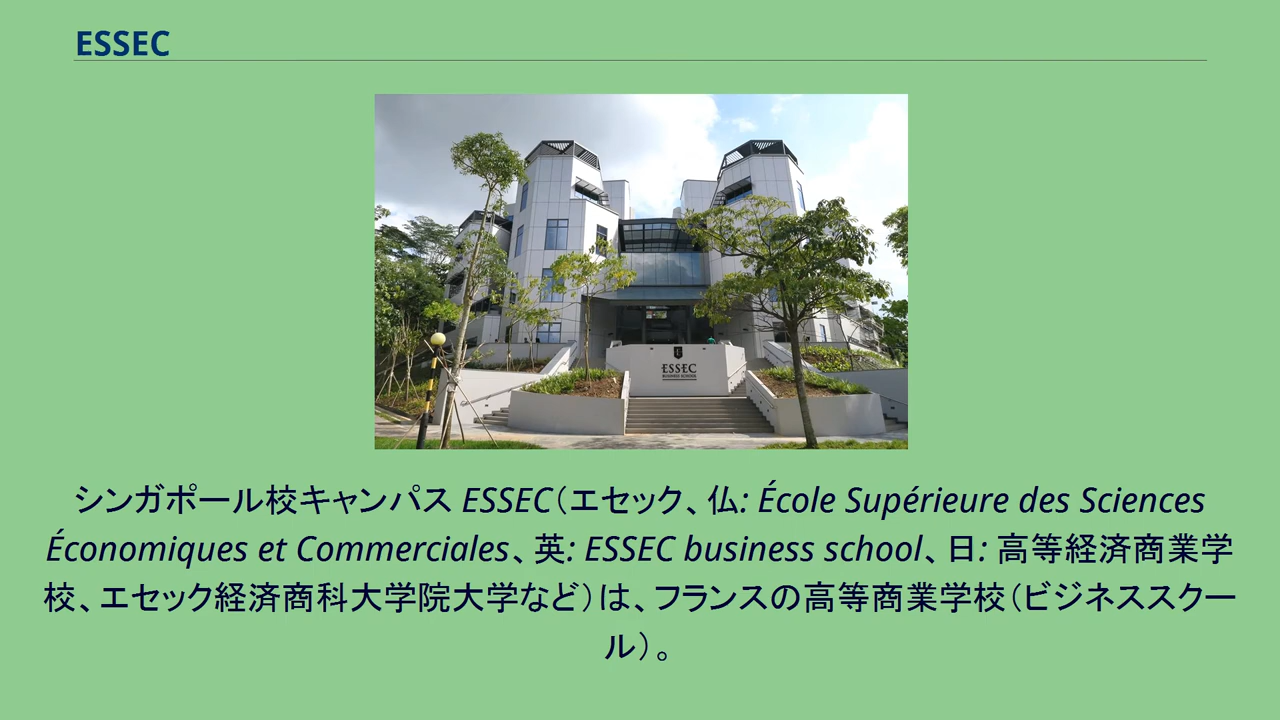 ESSEC
ESSEC
BUSINESS SCHOOL
シンガポール校キャンパス ESSEC（エセック、仏: École Supérieure des Sciences
Économiques et Commerciales、英: ESSEC business school、日: 高等経済商業学
校、エセック経済商科大学院大学など）は、フランスの高等商業学校（ビジネススクー
ル）。